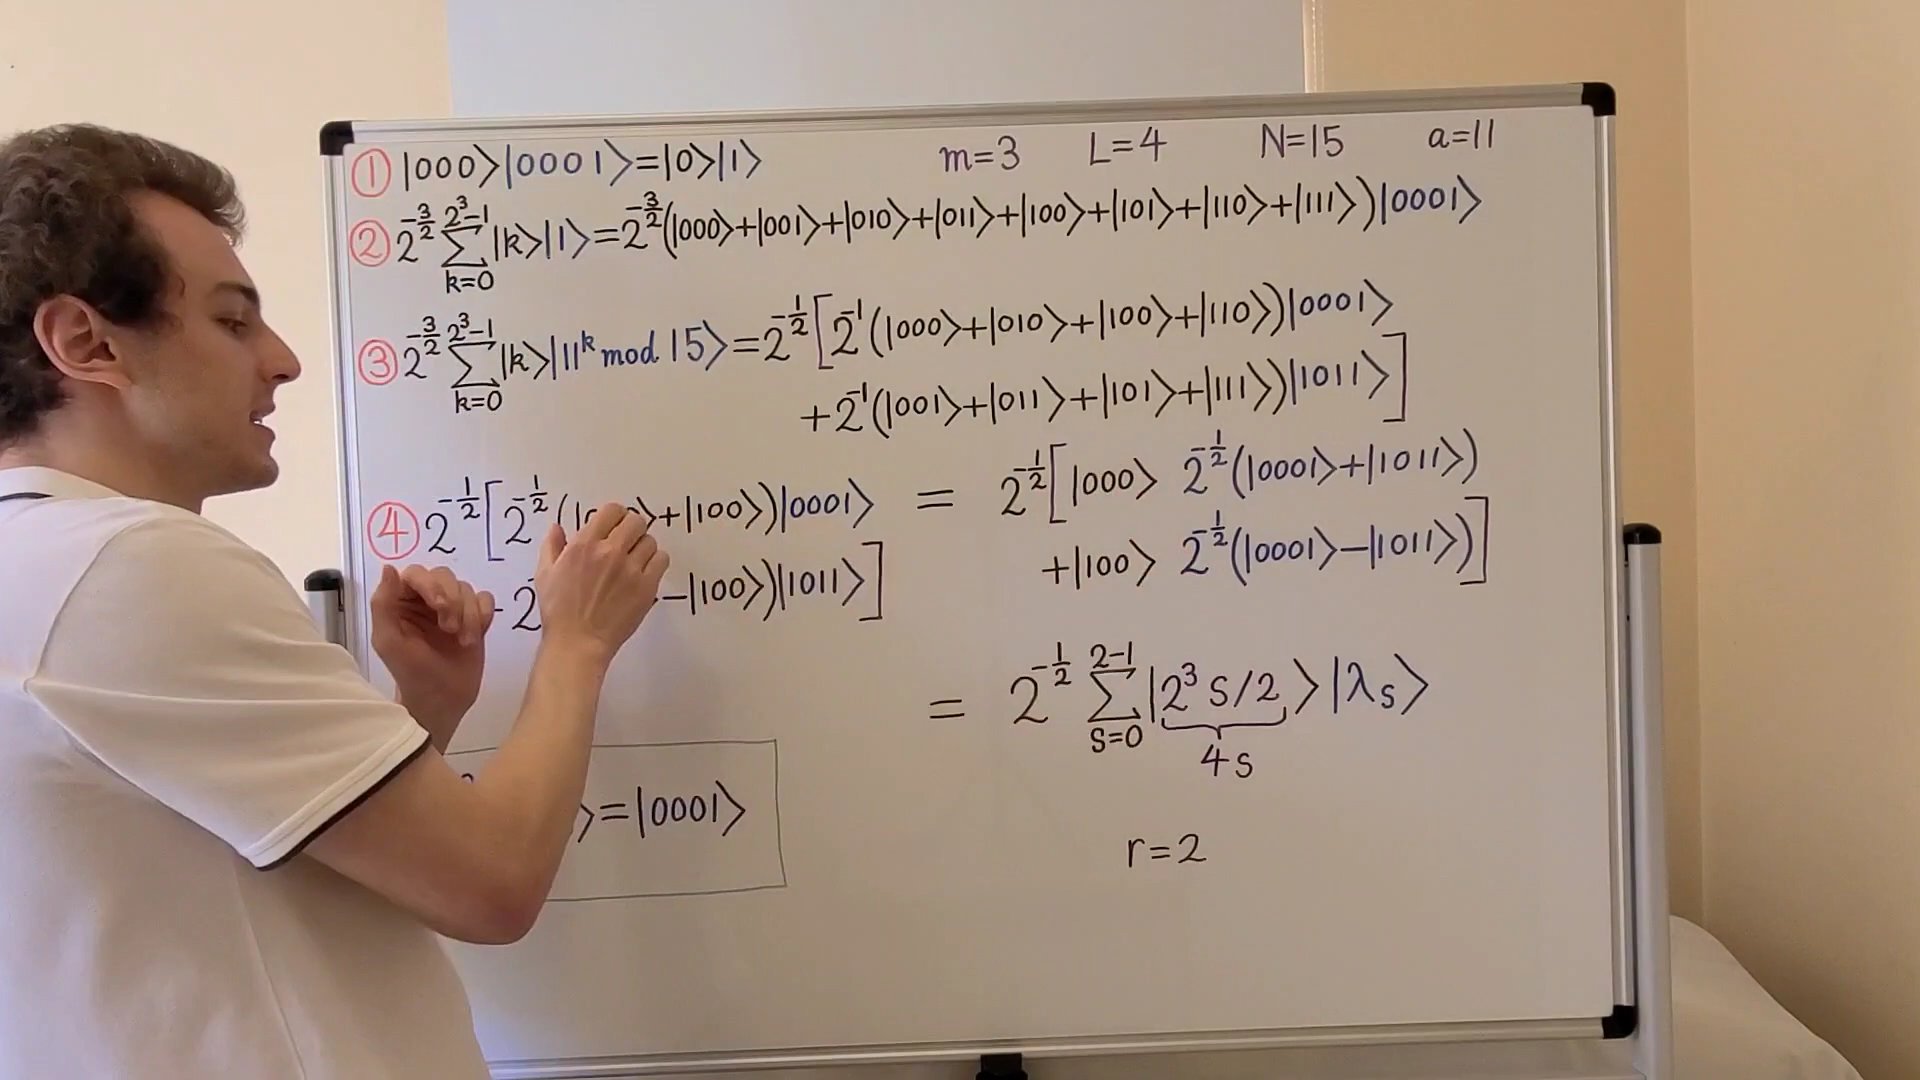 ① |000⟩|0001⟩=|0⟩|1⟩ m=3 L=4 N=15 a=11
② 2^{-3/2} ∑_{k=0}^{2^3-1} |k⟩|1⟩=2^{-3/2}(|000⟩+|001⟩+|010⟩+|011⟩+|100⟩+|101⟩+|110⟩+|111⟩)|0001⟩
③ 2^{-3/2} ∑_{k=0}^{2^3-1} |k⟩|11^k mod 15⟩=2^{-1/2}[2^{-1}(|000⟩+|010⟩+|100⟩+|110⟩)|0001⟩
+2^{-1}(|001⟩+|011⟩+|101⟩+|111⟩)|1011⟩]
④ 2^{-1/2}[2^{-1/2}(|0 ⟩+|100⟩)|0001⟩ = 2^{-1/2}[|000⟩ 2^{-1/2}(|0001⟩+|1011⟩)
2 -|100⟩)|1011⟩] +|100⟩ 2^{-1/2}(|0001⟩-|1011⟩)]
= 2^{-1/2} ∑_{s=0}^{2-1} |2^3 s/2⟩|λ_s⟩
4s
⟩=|0001⟩
r=2